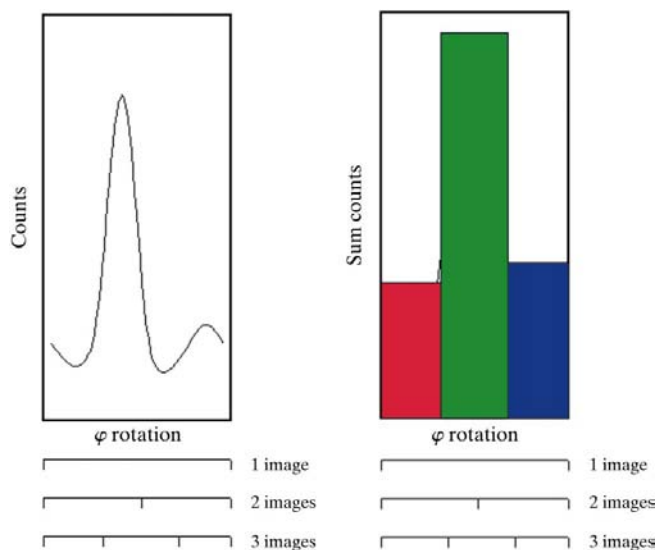 Counts
φ rotation
1 image
2 images
3 images
Sum counts
φ rotation
1 image
2 images
3 images